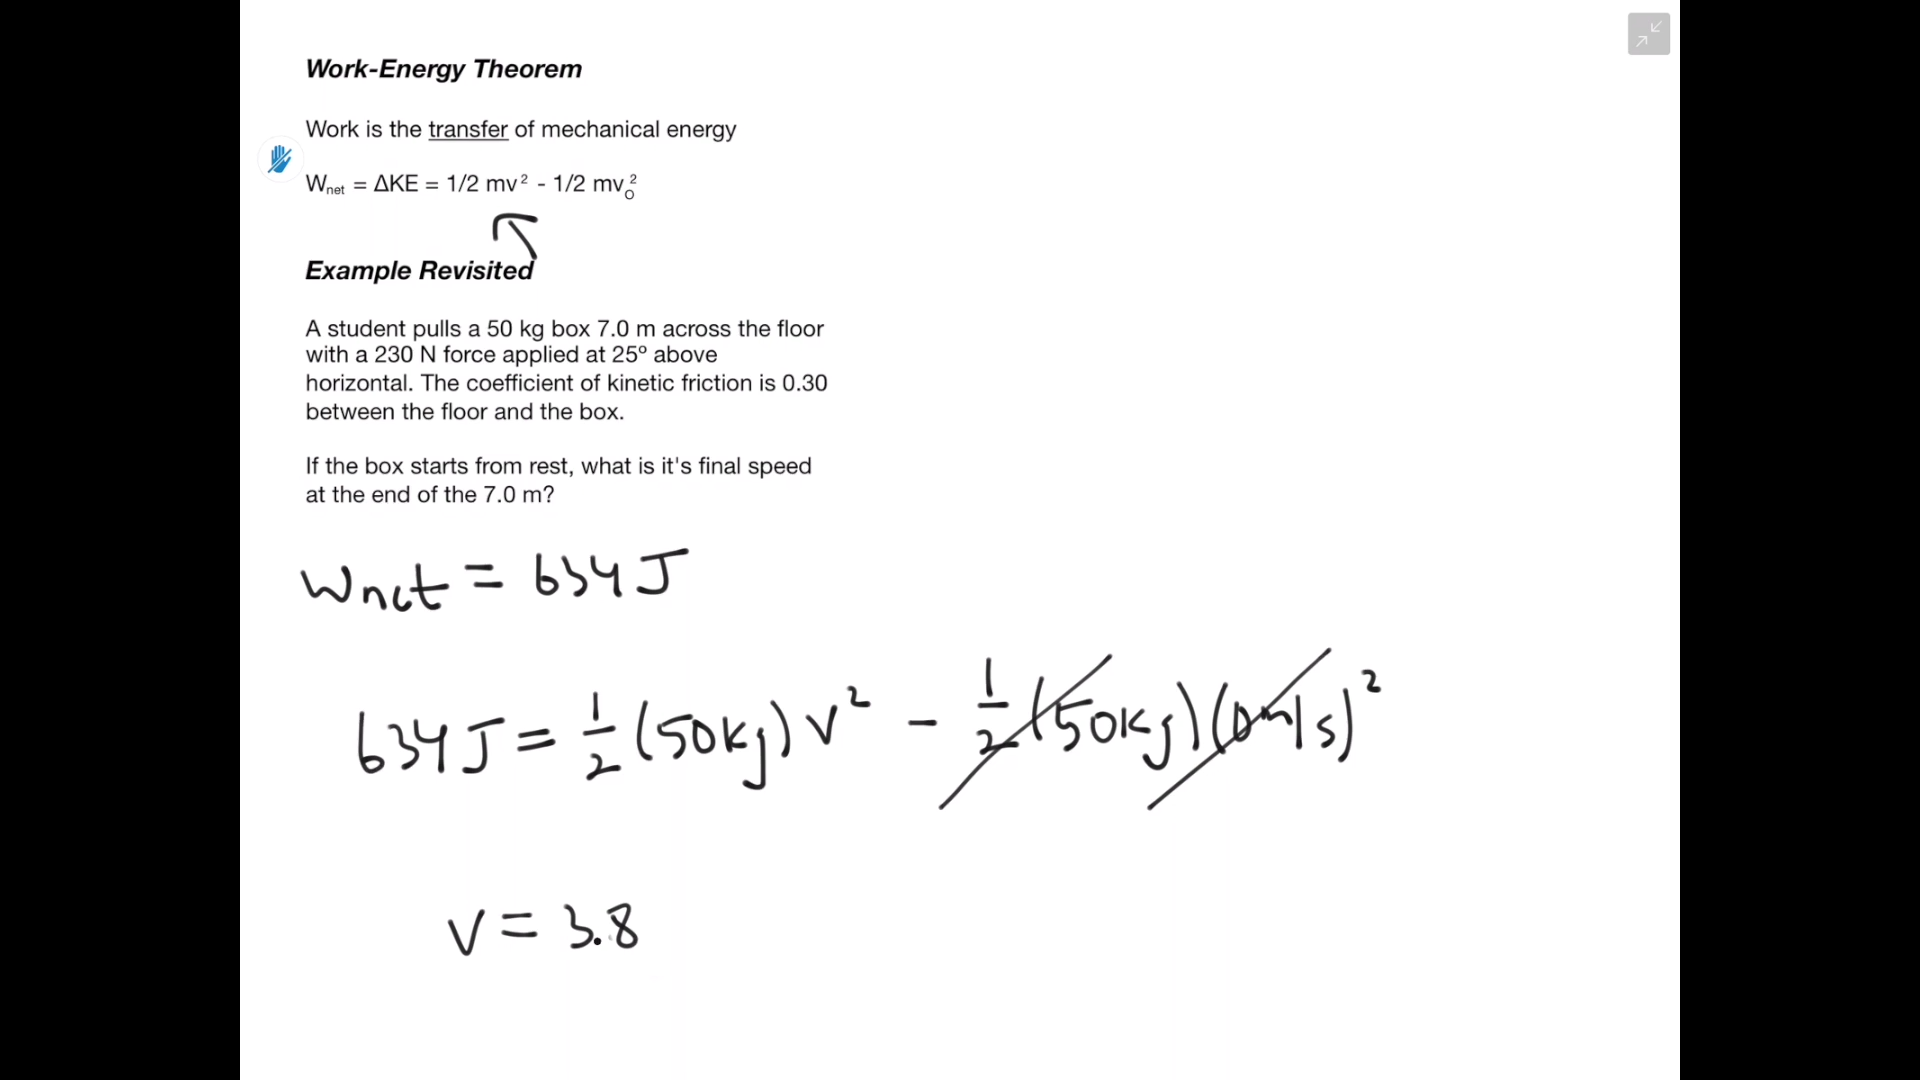 Work-Energy Theorem
Work is the transfer of mechanical energy
Wnet = ΔKE = 1/2 mv² - 1/2 mvO²
Example Revisited
A student pulls a 50 kg box 7.0 m across the floor
with a 230 N force applied at 25º above
horizontal. The coefficient of kinetic friction is 0.30
between the floor and the box.
If the box starts from rest, what is it's final speed
at the end of the 7.0 m?
Wnet = 634 J
634 J = 1/2 (50kg) v² - 1/2 (50kg) (0m/s)²
v = 3.8